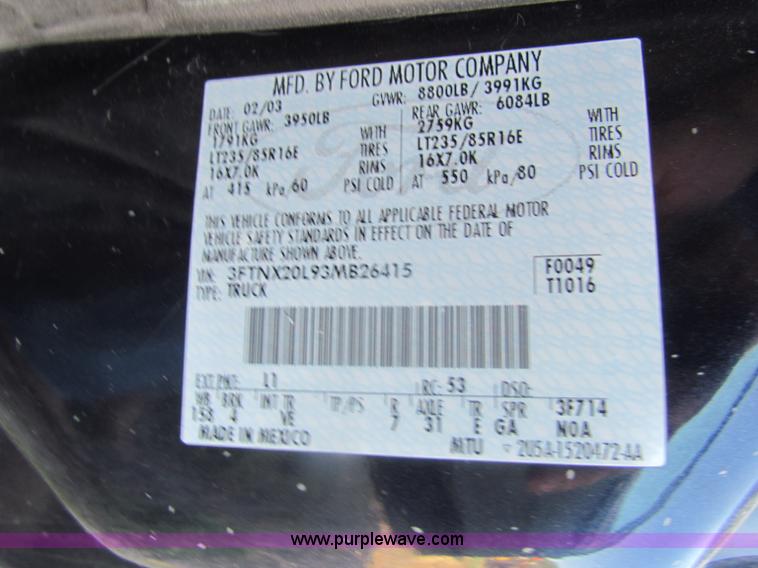 MFD. BY FORD MOTOR COMPANY
DATE: 02/03 GVWR: 8800LB/ 3991KG
FRONT GAWR: 3950LB REAR GAWR: 6084LB
1791KG WITH 2759KG WITH
LT235/85R16E TIRES LT235/85R16E TIRES
16X7.0K RIMS 16X7.0K RIMS
AT 415 kPa/60 PSI COLD AT 550 kPa/80 PSI COLD
THIS VEHICLE CONFORMS TO ALL APPLICABLE FEDERAL MOTOR
VEHICLE SAFETY STANDARDS IN EFFECT ON THE DATE OF
MANUFACTURE SHOWN ABOVE.
VIN: 3FTNX20L93MB26415 F0049
TYPE: TRUCK T1016
EXT PNT: L1 RC: 53 DSO:
WB BRK INT TR TP/PS R AXLE TR SPR 3F714
158 4 VE 7 31 E GA NOA
MADE IN MEXICO MTU 2U5A-1520472-AA
Ford
www.purplewave.com